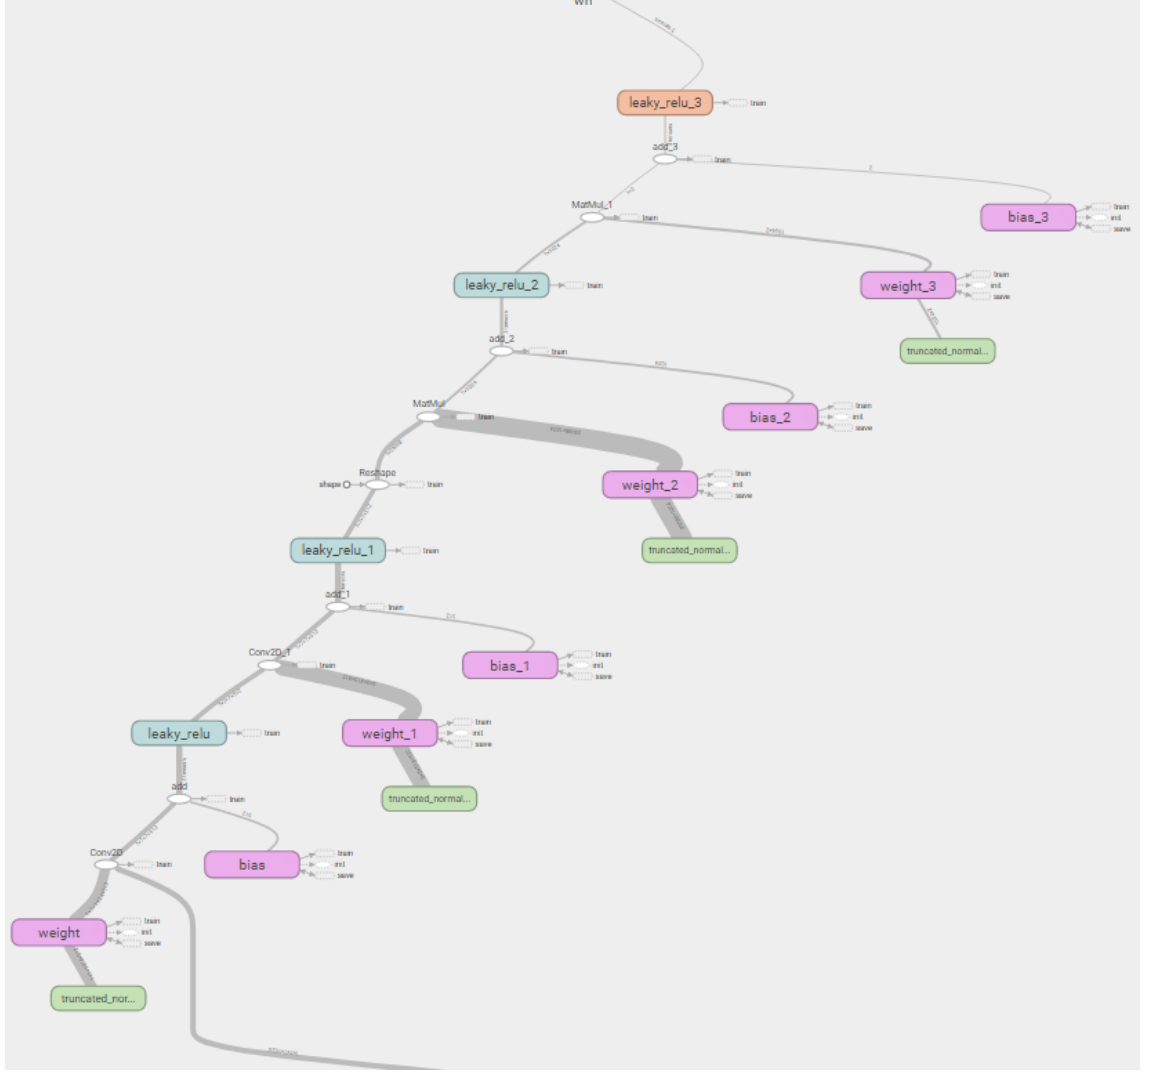 leaky_relu_3
train
add_3
train
MatMul_1
train
bias_3
train
init
save
leaky_relu_2
train
weight_3
train
init
save
add_2
train
truncated_normal...
MatMul
train
bias_2
train
init
save
Reshape
shape
train
weight_2
train
init
save
leaky_relu_1
train
truncated_normal...
add_1
train
Conv2D_1
train
bias_1
train
init
save
leaky_relu
train
weight_1
train
init
save
add
train
truncated_normal...
Conv2D
train
bias
train
init
save
weight
train
init
save
truncated_nor...